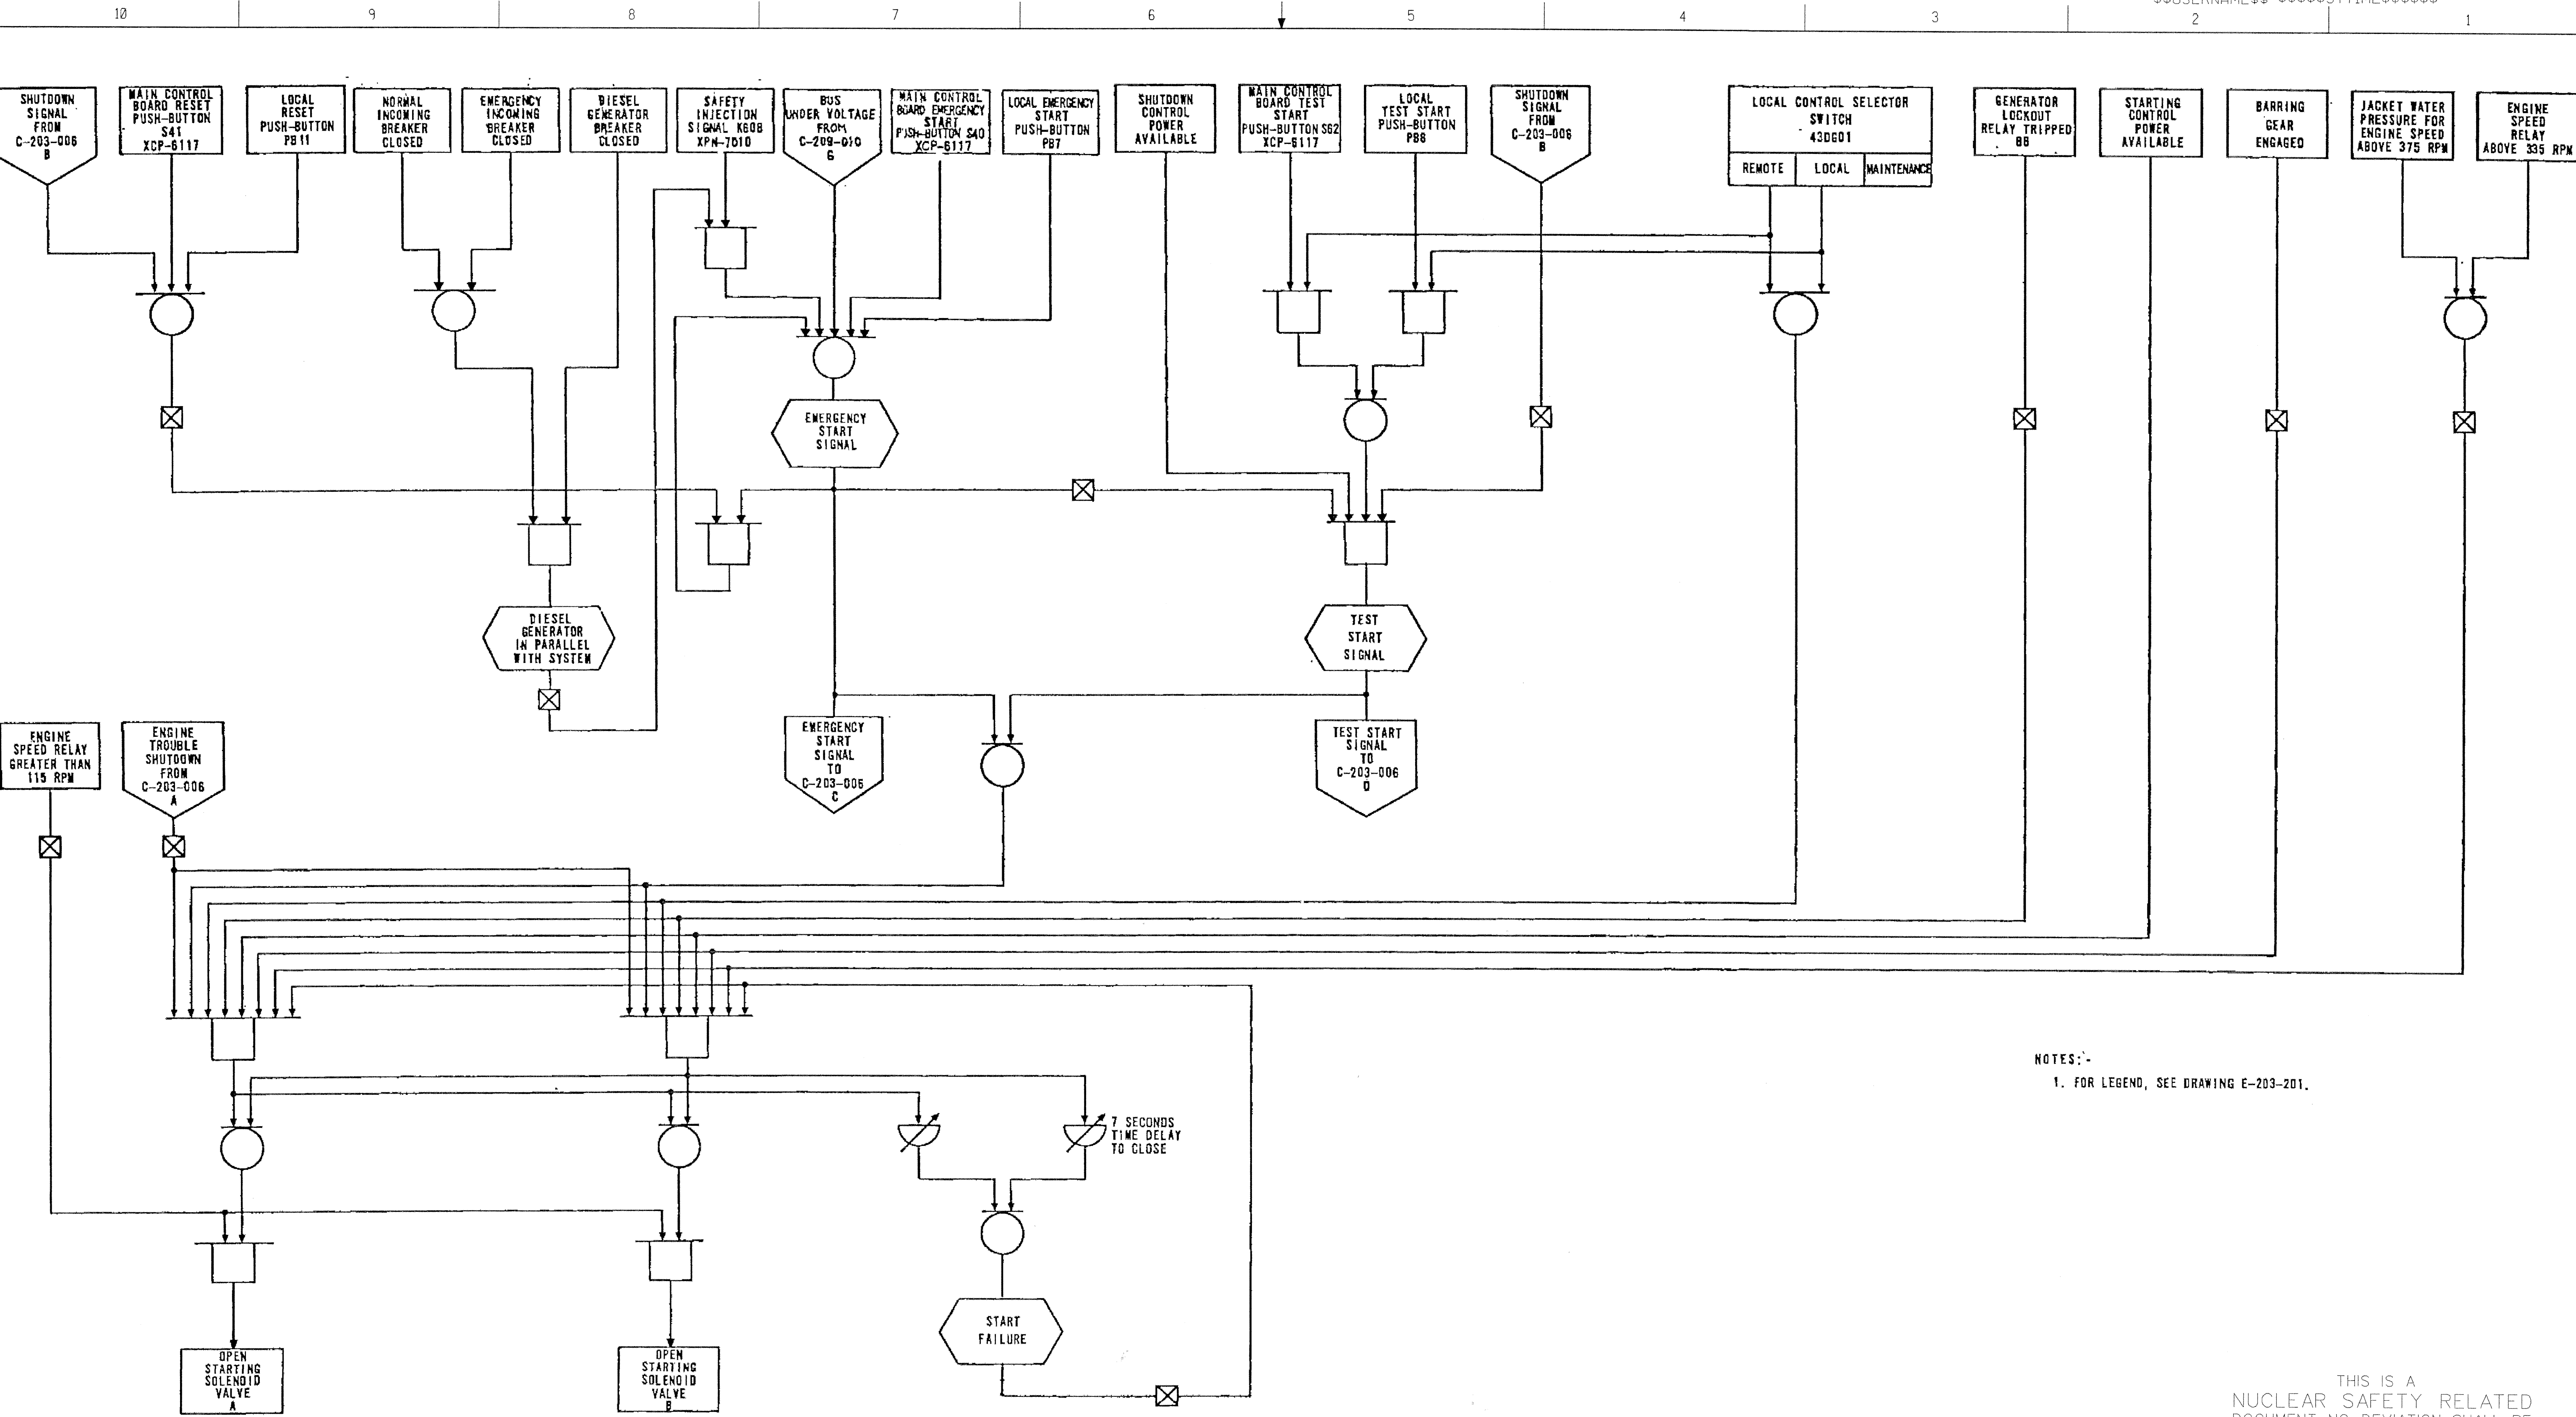 10 9 8 7 6 5 4 3 2 1
SHUTDOWN
SIGNAL
FROM
C-203-006
B
MAIN CONTROL
BOARD RESET
PUSH-BUTTON
S41
XCP-6117
LOCAL
RESET
PUSH-BUTTON
PB11
NORMAL
INCOMING
BREAKER
CLOSED
EMERGENCY
INCOMING
BREAKER
CLOSED
DIESEL
GENERATOR
BREAKER
CLOSED
SAFETY
INJECTION
SIGNAL K608
XPN-7010
BUS
UNDER VOLTAGE
FROM
C-209-010
G
MAIN CONTROL
BOARD EMERGENCY
START
PUSH-BUTTON S40
XCP-6117
LOCAL EMERGENCY
START
PUSH-BUTTON
PB7
SHUTDOWN
CONTROL
POWER
AVAILABLE
MAIN CONTROL
BOARD TEST
START
PUSH-BUTTON S62
XCP-6117
LOCAL
TEST START
PUSH-BUTTON
PB6
SHUTDOWN
SIGNAL
FROM
C-203-006
B
LOCAL CONTROL SELECTOR
SWITCH
43DG01
REMOTE LOCAL MAINTENANCE
GENERATOR
LOCKOUT
RELAY TRIPPED
86
STARTING
CONTROL
POWER
AVAILABLE
BARRING
GEAR
ENGAGED
JACKET WATER
PRESSURE FOR
ENGINE SPEED
ABOVE 375 RPM
ENGINE
SPEED
RELAY
ABOVE 335 RPM
EMERGENCY
START
SIGNAL
DIESEL
GENERATOR
IN PARALLEL
WITH SYSTEM
TEST
START
SIGNAL
ENGINE
SPEED RELAY
GREATER THAN
115 RPM
ENGINE
TROUBLE
SHUTDOWN
FROM
C-203-006
A
EMERGENCY
START
SIGNAL
TO
C-203-006
C
TEST START
SIGNAL
TO
C-203-006
D
NOTES:-
1. FOR LEGEND, SEE DRAWING E-203-201.
7 SECONDS
TIME DELAY
TO CLOSE
START
FAILURE
OPEN
STARTING
SOLENOID
VALVE
A
OPEN
STARTING
SOLENOID
VALVE
B
THIS IS A
NUCLEAR SAFETY RELATED